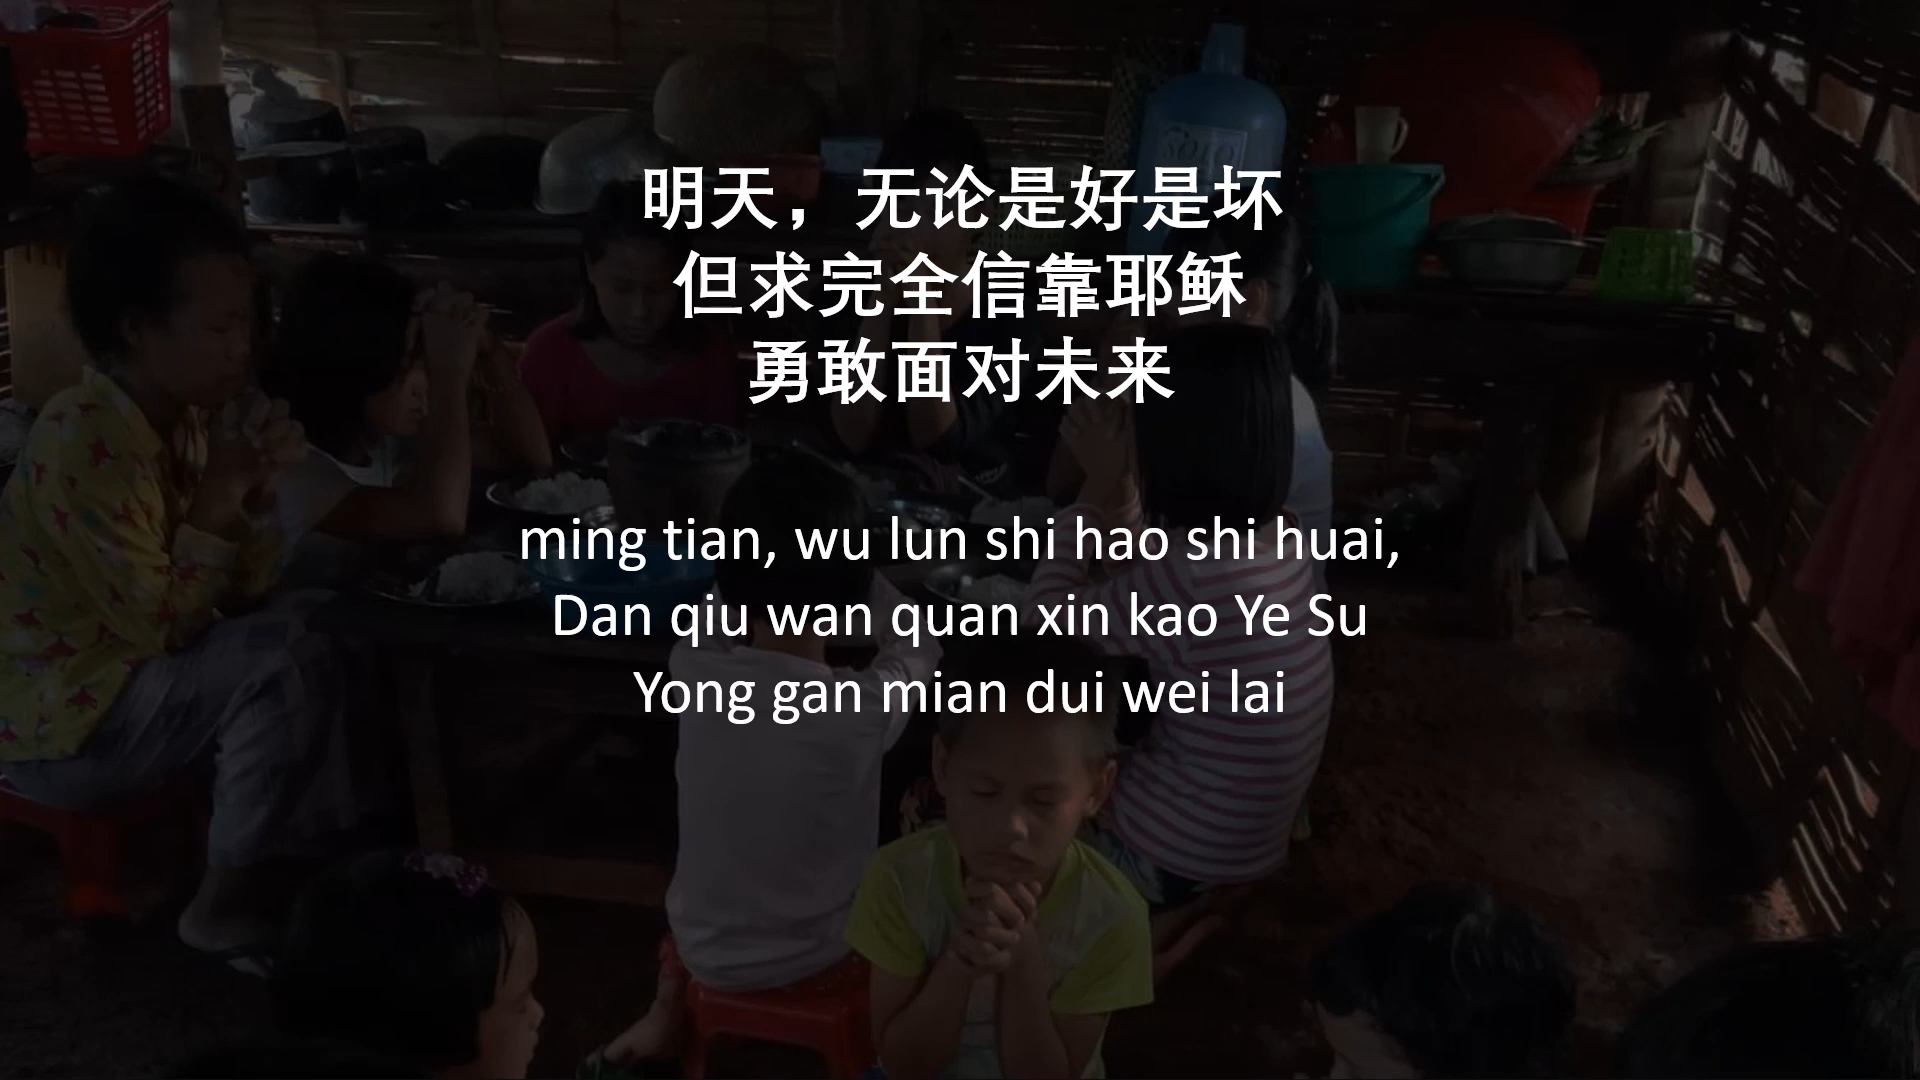 明天，无论是好是坏
但求完全信靠耶稣
勇敢面对未来
ming tian, wu lun shi hao shi huai,
Dan qiu wan quan xin kao Ye Su
Yong gan mian dui wei lai